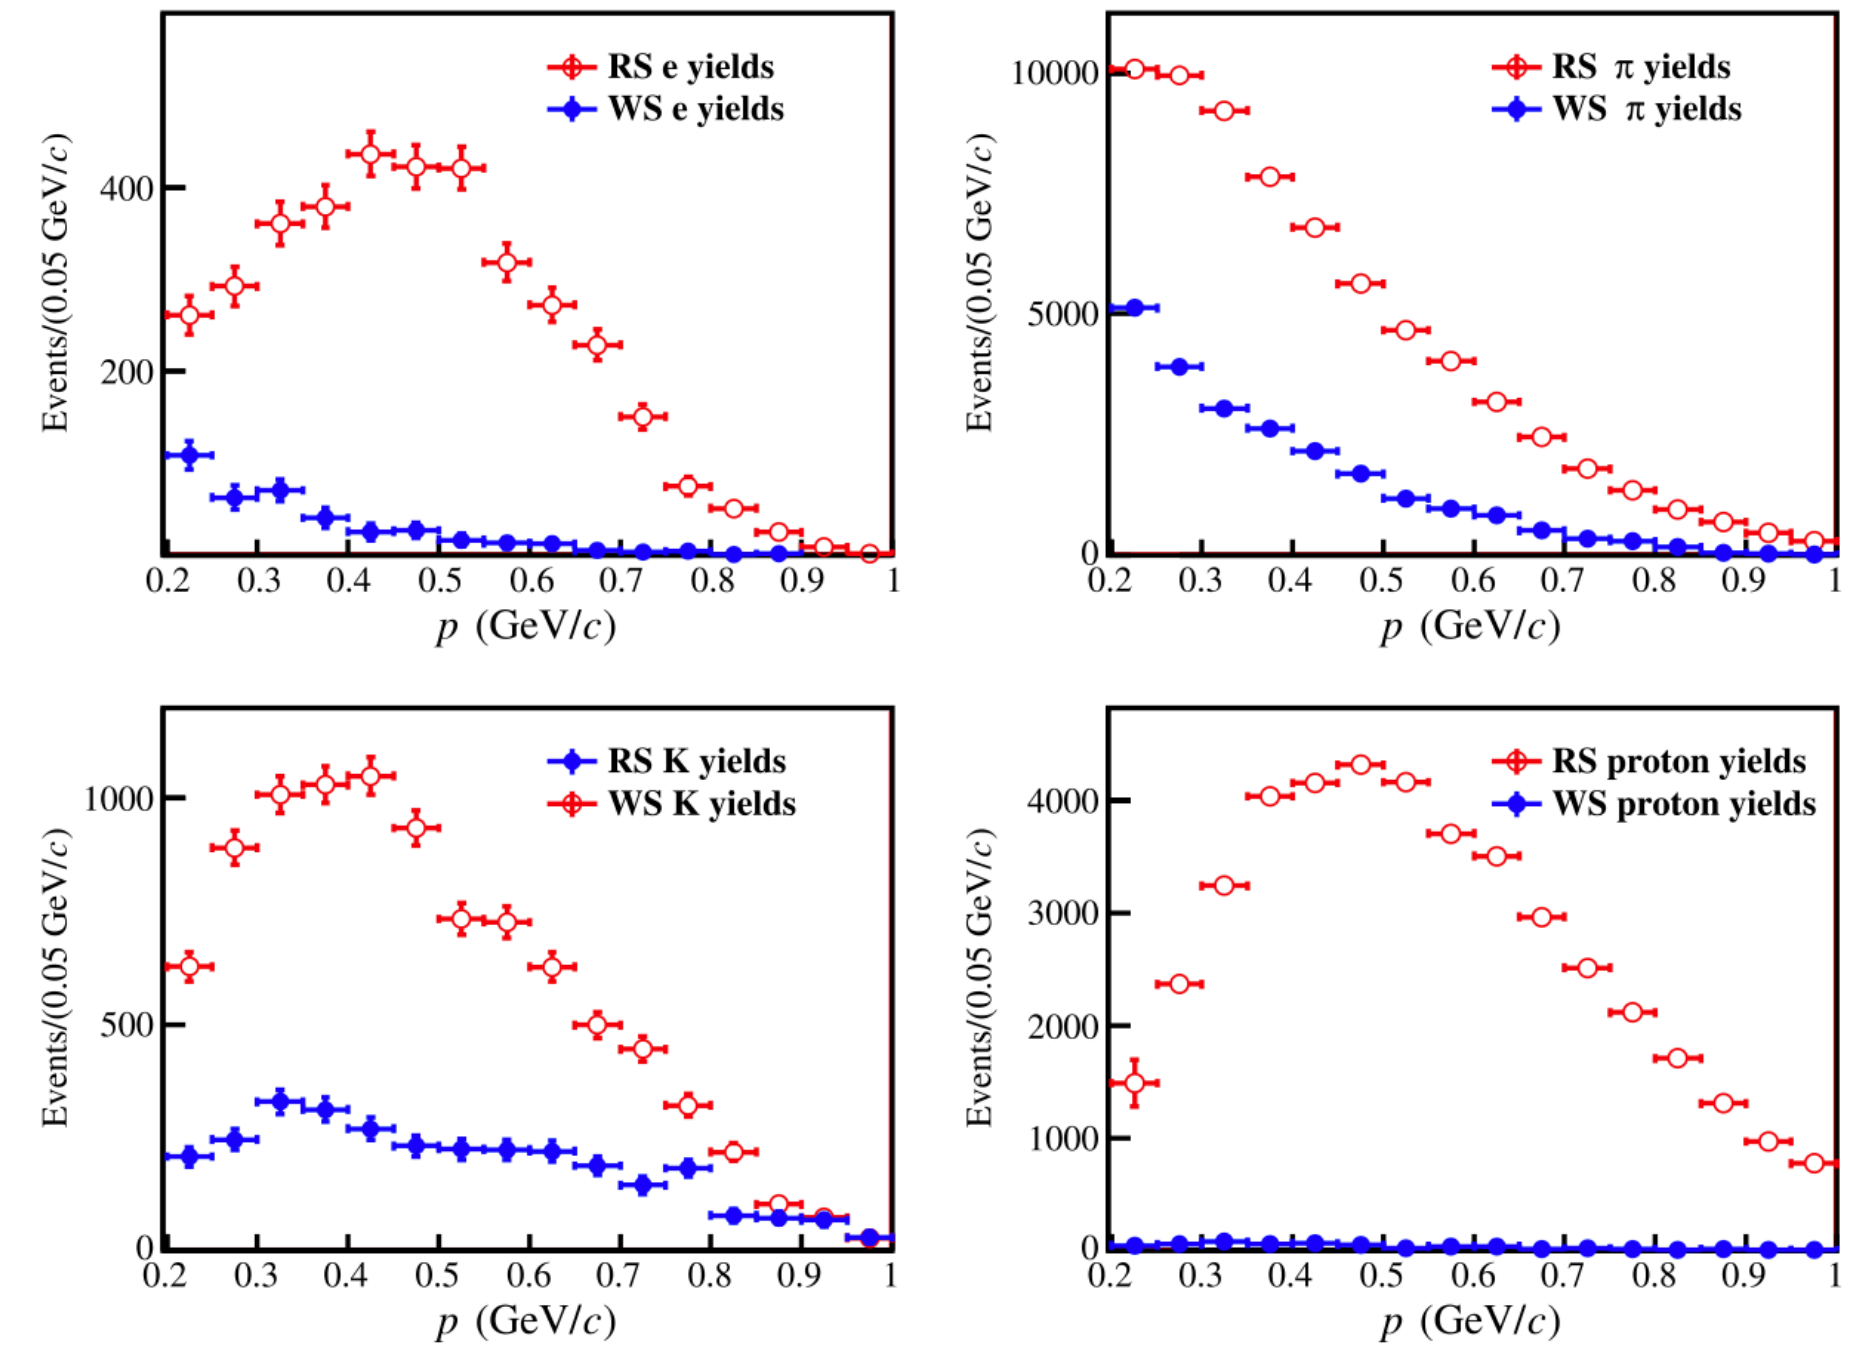 RS e yields
WS e yields
Events/(0.05 GeV/c)
400
200
0.2 0.3 0.4 0.5 0.6 0.7 0.8 0.9 1
p (GeV/c)
RS π yields
WS π yields
Events/(0.05 GeV/c)
10000
5000
0
0.2 0.3 0.4 0.5 0.6 0.7 0.8 0.9 1
p (GeV/c)
RS K yields
WS K yields
Events/(0.05 GeV/c)
1000
500
0
0.2 0.3 0.4 0.5 0.6 0.7 0.8 0.9 1
p (GeV/c)
RS proton yields
WS proton yields
Events/(0.05 GeV/c)
4000
3000
2000
1000
0
0.2 0.3 0.4 0.5 0.6 0.7 0.8 0.9 1
p (GeV/c)